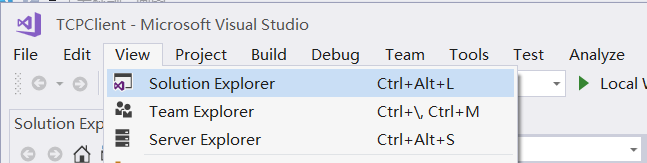 TCPClient - Microsoft Visual Studio
File Edit View Project Build Debug Team Tools Test Analyze
Solution Explorer Ctrl+Alt+L
Local
Team Explorer Ctrl+\, Ctrl+M
Solution
Server Explorer Ctrl+Alt+S